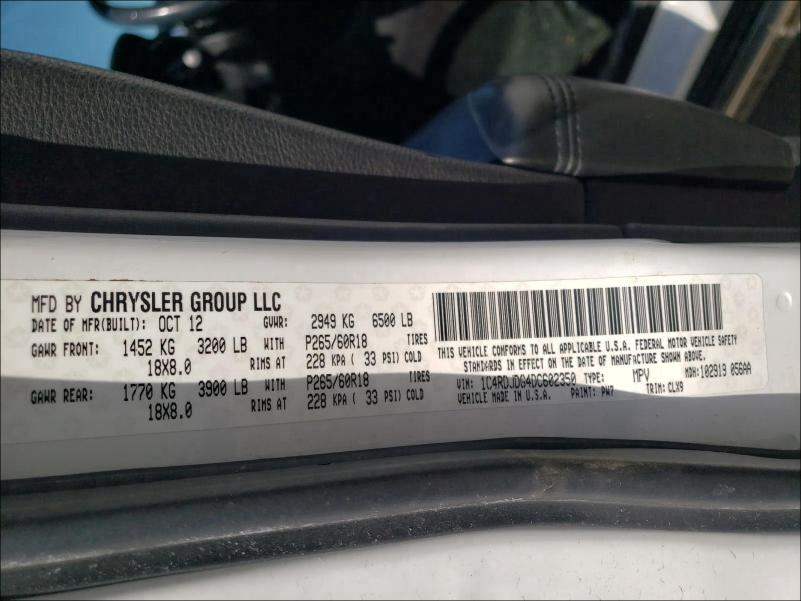 MFD BY CHRYSLER GROUP LLC
DATE OF MFR(BUILT): OCT 12 GVWR: 2949 KG 6500 LB
GAWR FRONT: 1452 KG 3200 LB WITH P265/60R18 TIRES
18X8.0 RIMS AT 228 KPA ( 33 PSI) COLD
GAWR REAR: 1770 KG 3900 LB WITH P265/60R18 TIRES
18X8.0 RIMS AT 228 KPA ( 33 PSI) COLD
THIS VEHICLE CONFORMS TO ALL APPLICABLE U.S.A. FEDERAL MOTOR VEHICLE SAFETY
STANDARDS IN EFFECT ON THE DATE OF MANUFACTURE SHOWN ABOVE.
VIN: 1C4RDJDG4DC602350 TYPE: MPV MDH: 102919 056AA
VEHICLE MADE IN U.S.A. PAINT: PW7 TRIM: CLX9